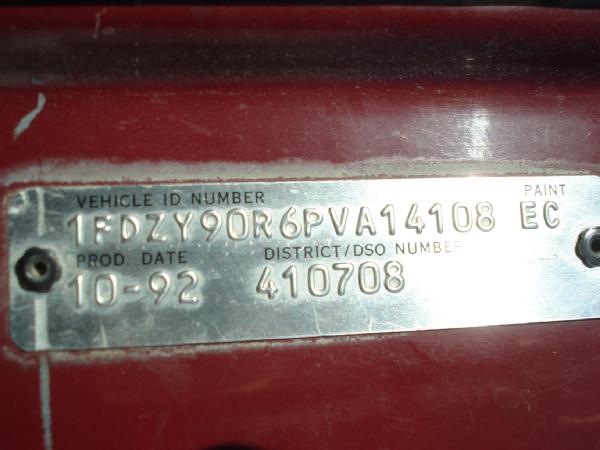 VEHICLE ID NUMBER PAINT
1FDZY90R6PVA14108 EC
PROD. DATE DISTRICT/DSO NUMBER
10-92 410708